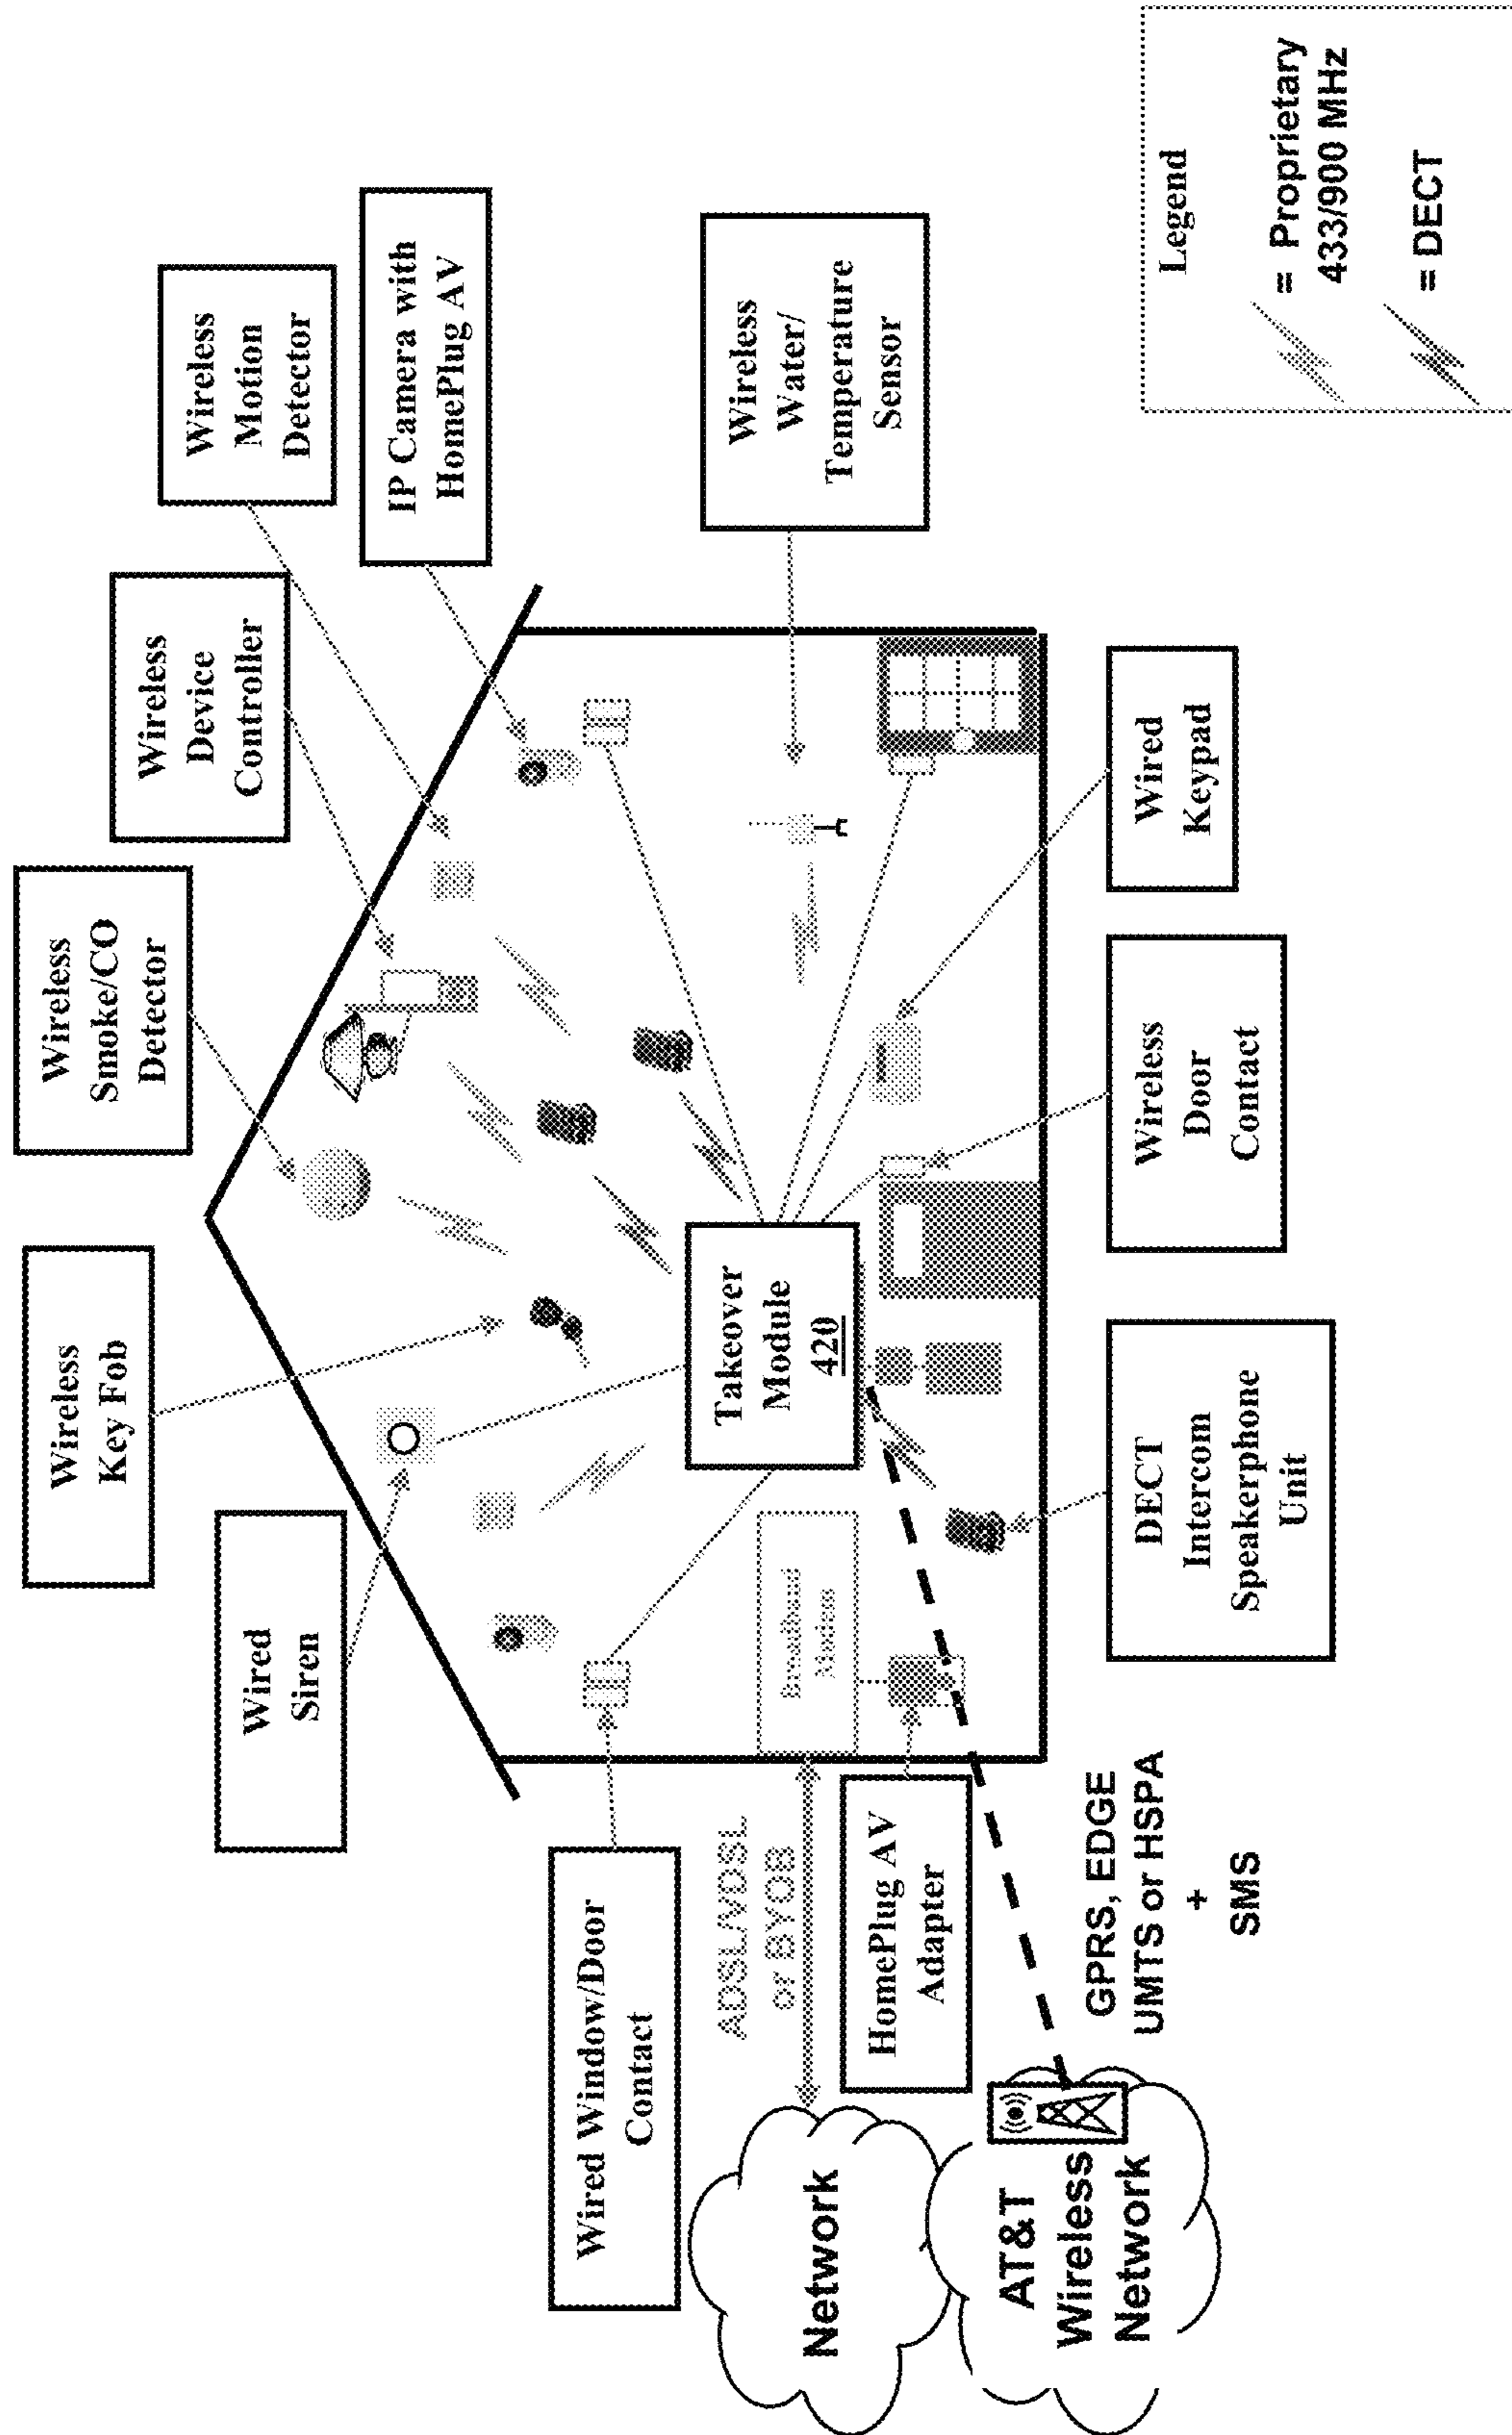 Wireless
Key Fob
Wireless
Smoke/CO
Detector
Wireless
Device
Controller
Wireless
Motion
Detector
Wired
Siren
IP Camera with
HomePlug AV
Wired Window/Door
Contact
Wireless
Water/
Temperature
Sensor
Takeover
Module
420
Broadband
Modem
ADSL/VDSL
or BYOB
Network
HomePlug AV
Adapter
AT&T
Wireless
Network
GPRS, EDGE
UMTS or HSPA
+
SMS
DECT
Intercom
Speakerphone
Unit
Wireless
Door
Contact
Wired
Keypad
Legend
= Proprietary
433/900 MHz
= DECT